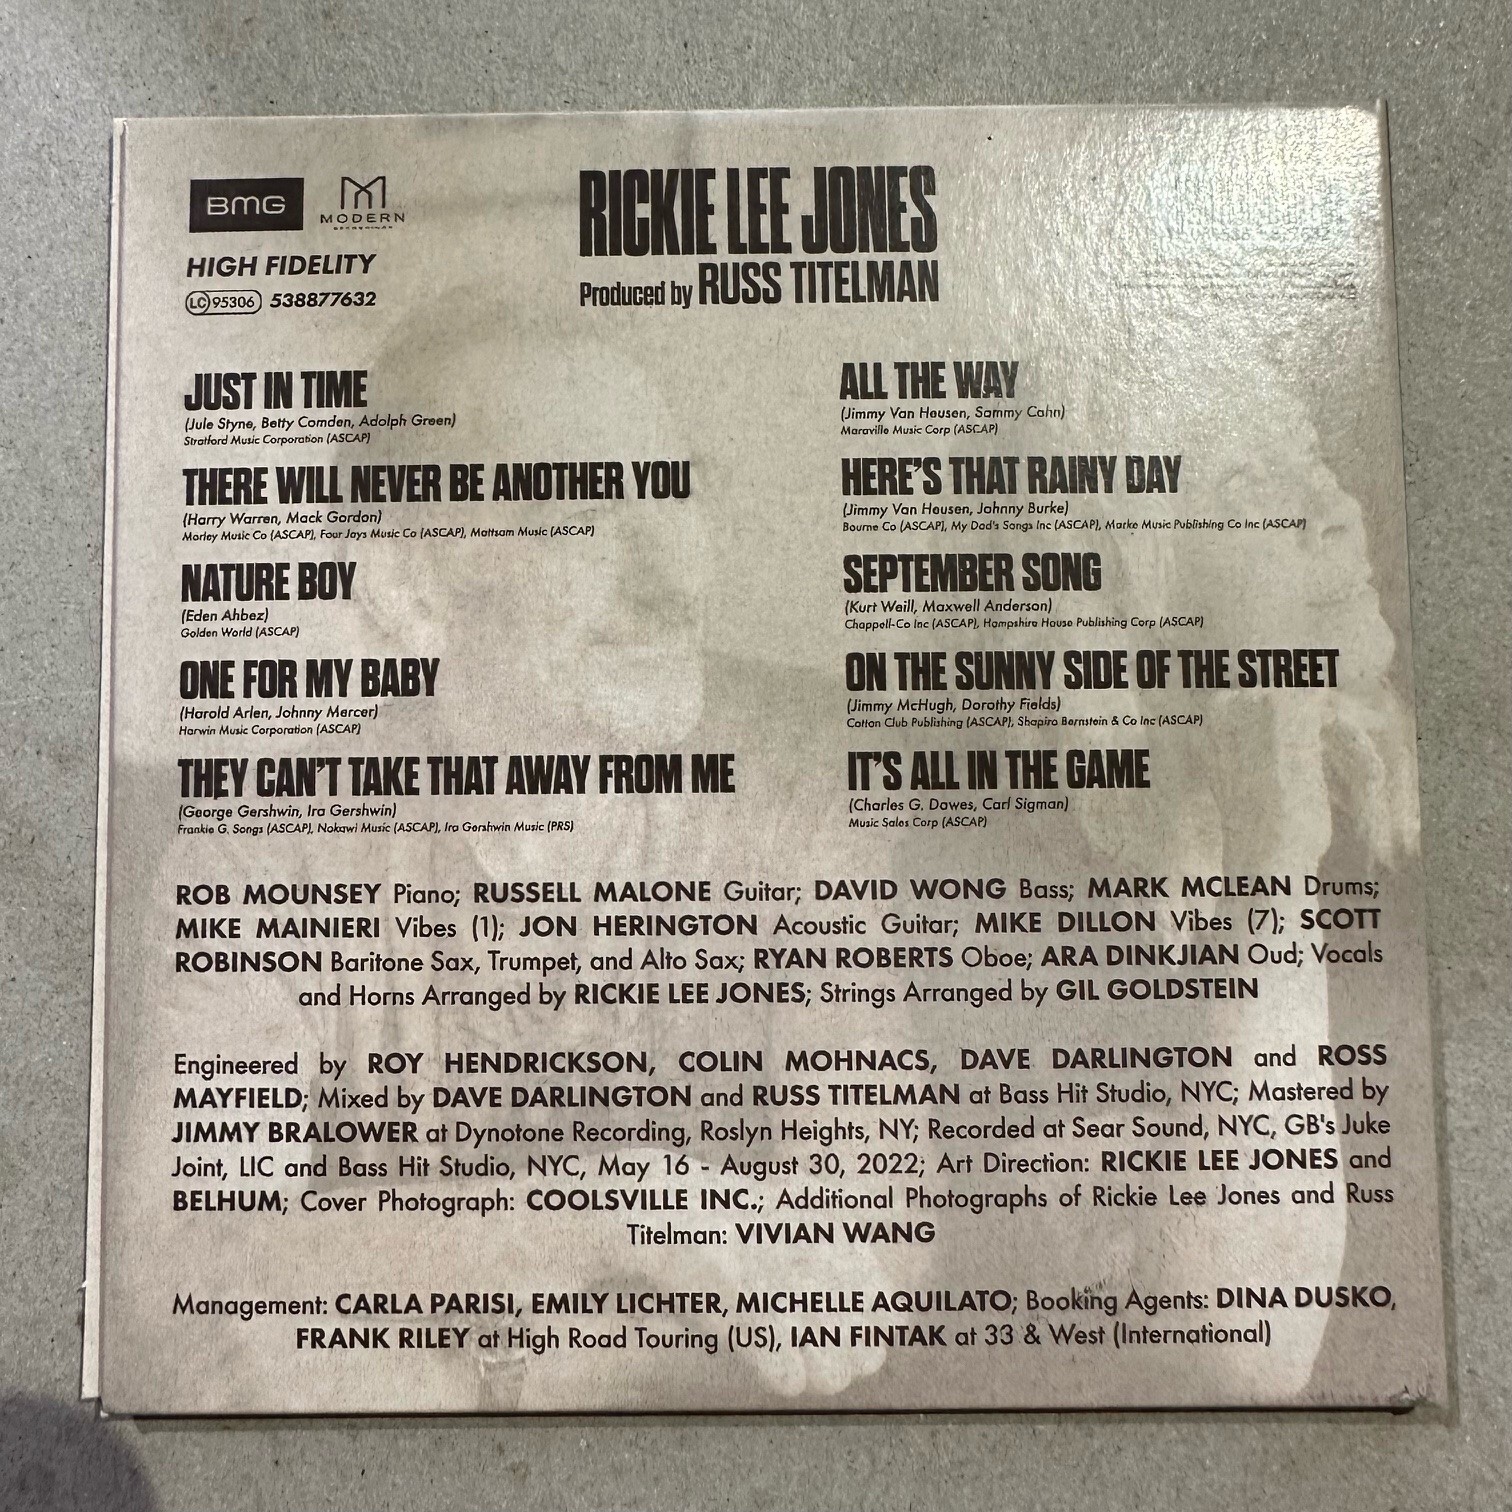 BMG
MODERN
RECORDINGS
HIGH FIDELITY
LC 95306 538877632
RICKIE LEE JONES
Produced by RUSS TITELMAN
JUST IN TIME
(Jule Styne, Betty Comden, Adolph Green)
Stratford Music Corporation (ASCAP)
THERE WILL NEVER BE ANOTHER YOU
(Harry Warren, Mack Gordon)
Morley Music Co (ASCAP), Four Jays Music Co (ASCAP), Mattsam Music (ASCAP)
NATURE BOY
(Eden Ahbez)
Golden World (ASCAP)
ONE FOR MY BABY
(Harold Arlen, Johnny Mercer)
Harwin Music Corporation (ASCAP)
THEY CAN'T TAKE THAT AWAY FROM ME
(George Gershwin, Ira Gershwin)
Frankie G. Songs (ASCAP), Nokawi Music (ASCAP), Ira Gershwin Music (PRS)
ALL THE WAY
(Jimmy Van Heusen, Sammy Cahn)
Maraville Music Corp (ASCAP)
HERE'S THAT RAINY DAY
(Jimmy Van Heusen, Johnny Burke)
Bourne Co (ASCAP), My Dad's Songs Inc (ASCAP), Marke Music Publishing Co Inc (ASCAP)
SEPTEMBER SONG
(Kurt Weill, Maxwell Anderson)
Chappell-Co Inc (ASCAP), Hampshire House Publishing Corp (ASCAP)
ON THE SUNNY SIDE OF THE STREET
(Jimmy McHugh, Dorothy Fields)
Cotton Club Publishing (ASCAP), Shapiro Bernstein & Co Inc (ASCAP)
IT'S ALL IN THE GAME
(Charles G. Dawes, Carl Sigman)
Music Sales Corp (ASCAP)
ROB MOUNSEY Piano; RUSSELL MALONE Guitar; DAVID WONG Bass; MARK MCLEAN Drums;
MIKE MAINIERI Vibes (1); JON HERINGTON Acoustic Guitar; MIKE DILLON Vibes (7); SCOTT
ROBINSON Baritone Sax, Trumpet, and Alto Sax; RYAN ROBERTS Oboe; ARA DINKJIAN Oud; Vocals
and Horns Arranged by RICKIE LEE JONES; Strings Arranged by GIL GOLDSTEIN
Engineered by ROY HENDRICKSON, COLIN MOHNACS, DAVE DARLINGTON and ROSS
MAYFIELD; Mixed by DAVE DARLINGTON and RUSS TITELMAN at Bass Hit Studio, NYC; Mastered by
JIMMY BRALOWER at Dynotone Recording, Roslyn Heights, NY; Recorded at Sear Sound, NYC, GB's Juke
Joint, LIC and Bass Hit Studio, NYC, May 16 - August 30, 2022; Art Direction: RICKIE LEE JONES and
BELHUM; Cover Photograph: COOLSVILLE INC.; Additional Photographs of Rickie Lee Jones and Russ
Titelman: VIVIAN WANG
Management: CARLA PARISI, EMILY LICHTER, MICHELLE AQUILATO; Booking Agents: DINA DUSKO,
FRANK RILEY at High Road Touring (US), IAN FINTAK at 33 & West (International)